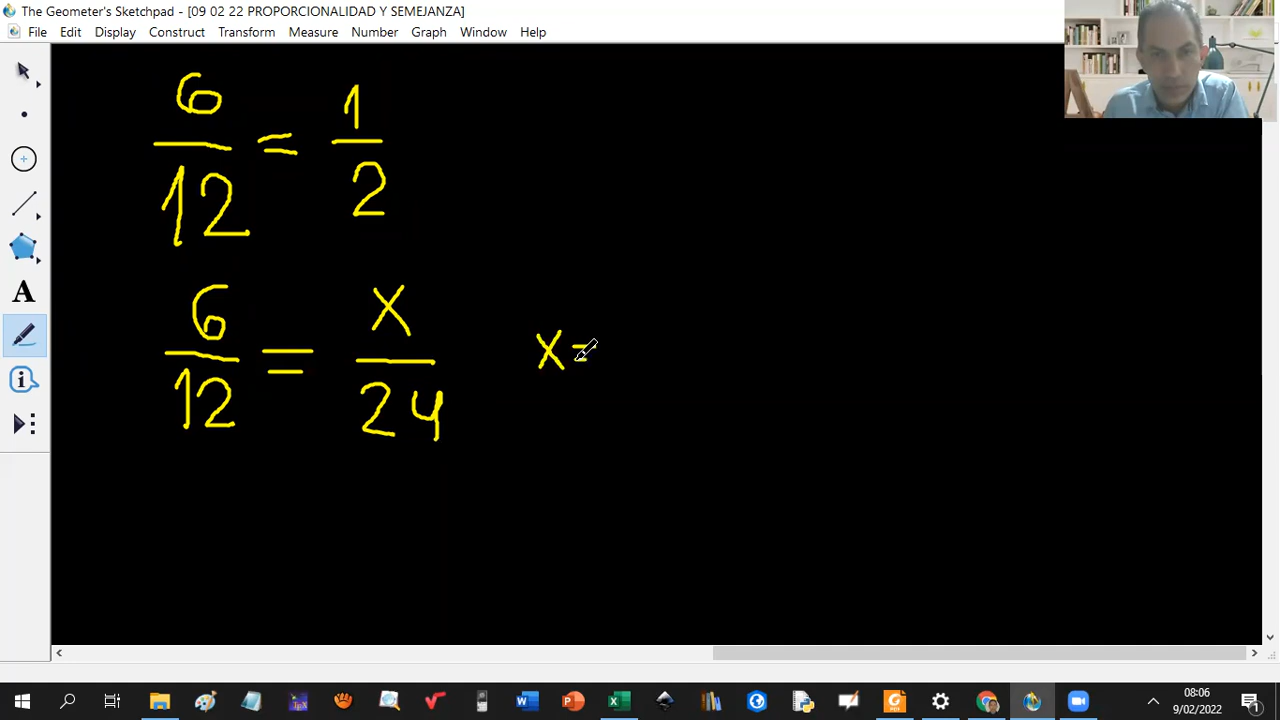 The Geometer's Sketchpad - [09 02 22 PROPORCIONALIDAD Y SEMEJANZA]
File Edit Display Construct Transform Measure Number Graph Window Help
6/12 = 1/2
6/12 = x/24 x=
A
08:06
9/02/2022